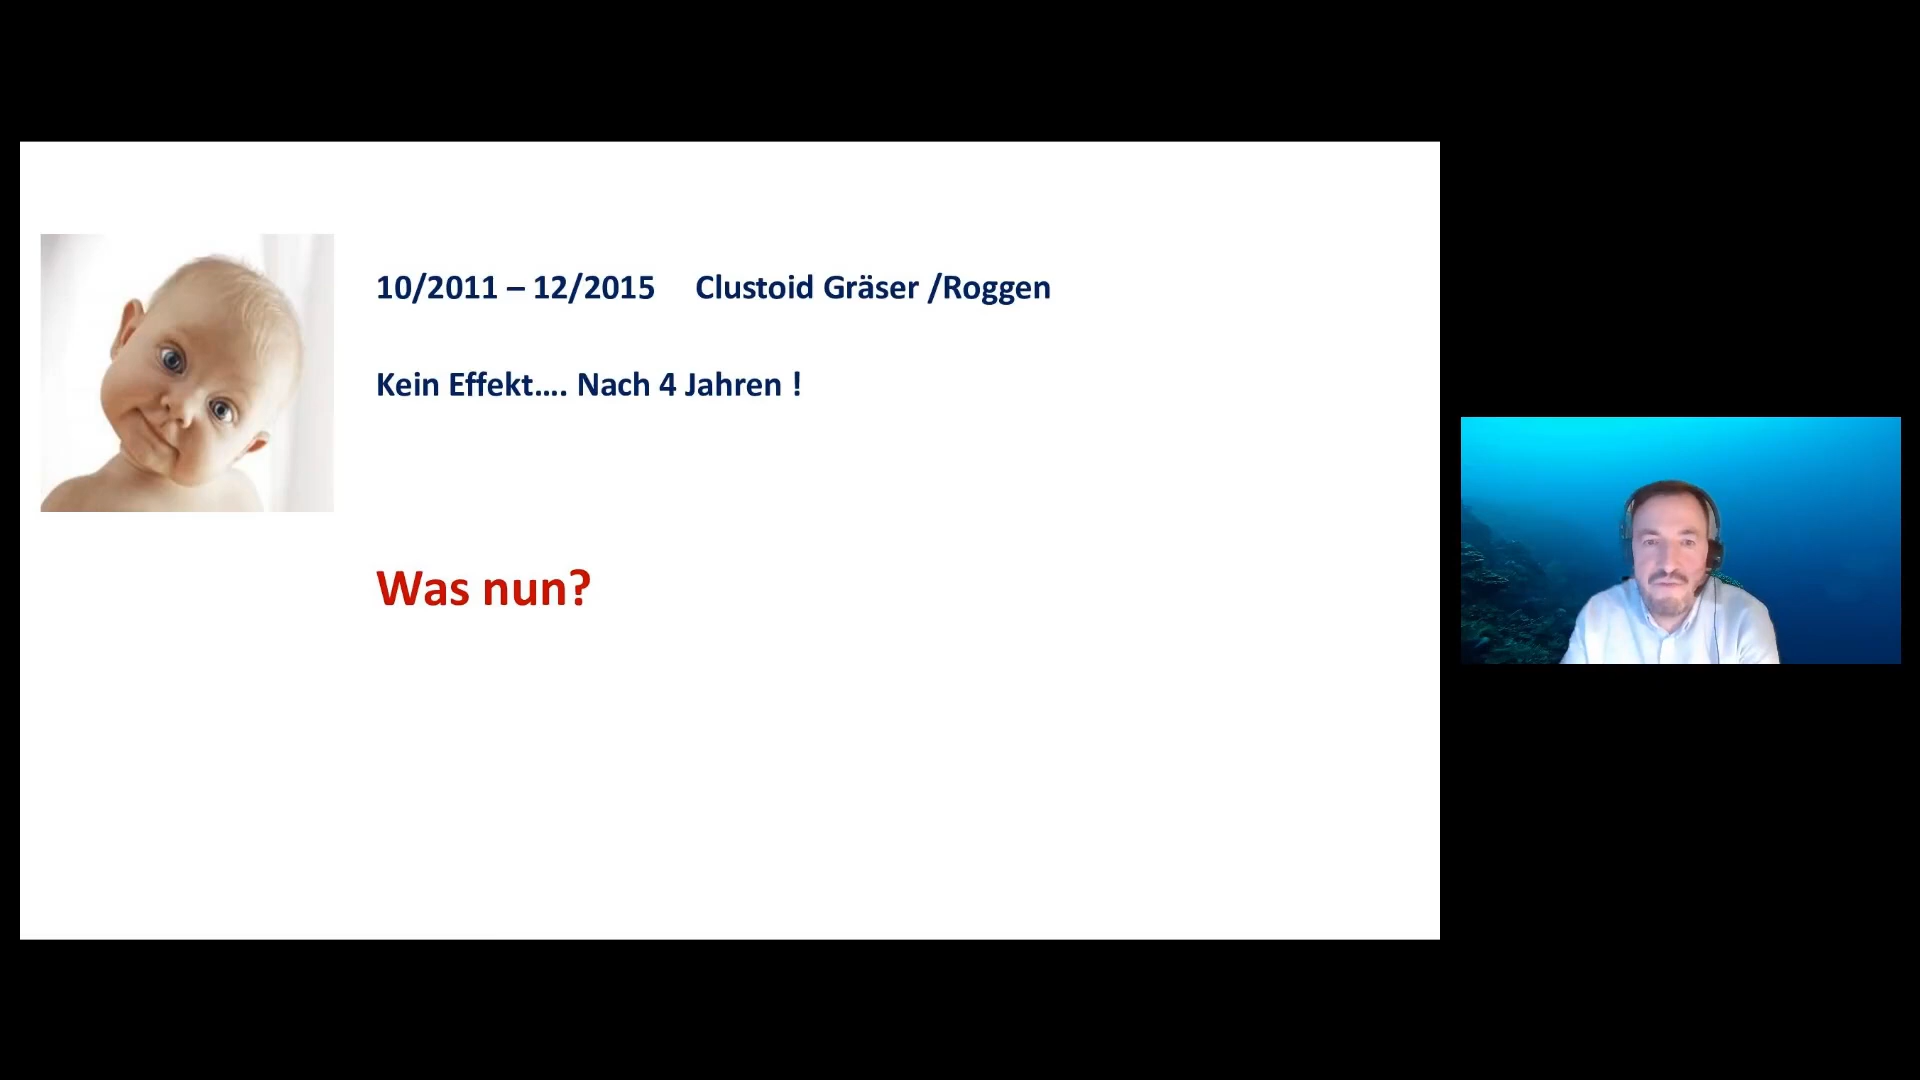 10/2011 – 12/2015 Clustoid Gräser /Roggen
Kein Effekt.... Nach 4 Jahren !
Was nun?